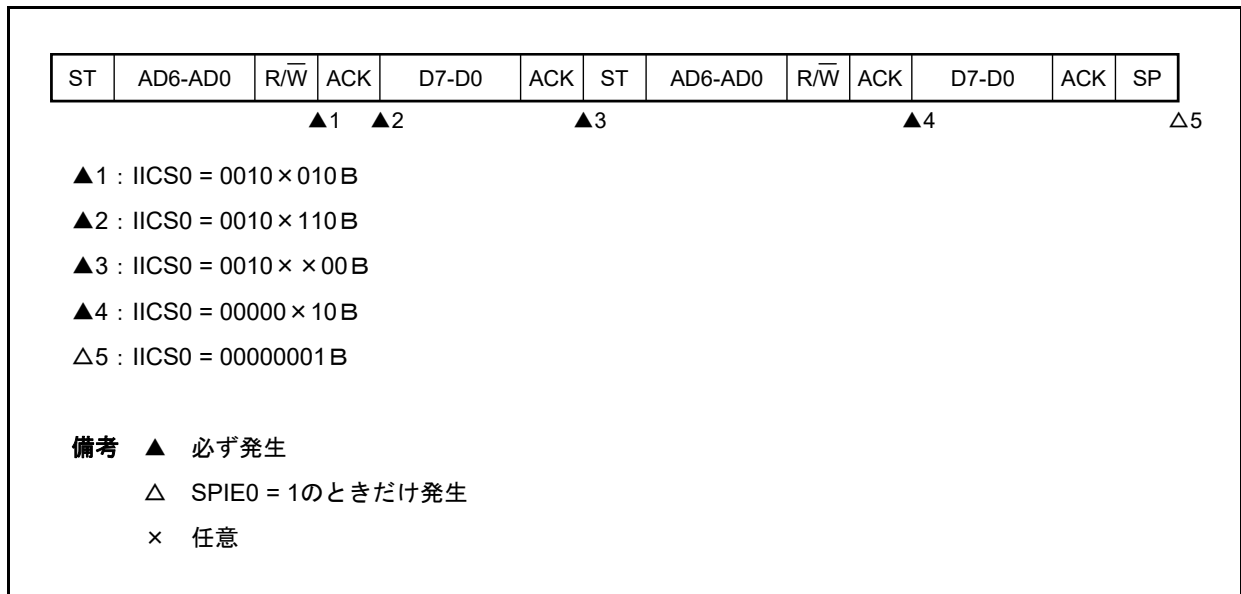 ST AD6-AD0 R/W̅ ACK D7-D0 ACK ST AD6-AD0 R/W̅ ACK D7-D0 ACK SP
▲1 ▲2 ▲3 ▲4 △5
▲1：IICS0 = 0010×010B
▲2：IICS0 = 0010×110B
▲3：IICS0 = 0010××00B
▲4：IICS0 = 00000×10B
△5：IICS0 = 00000001B
備考 ▲ 必ず発生
△ SPIE0 = 1のときだけ発生
× 任意